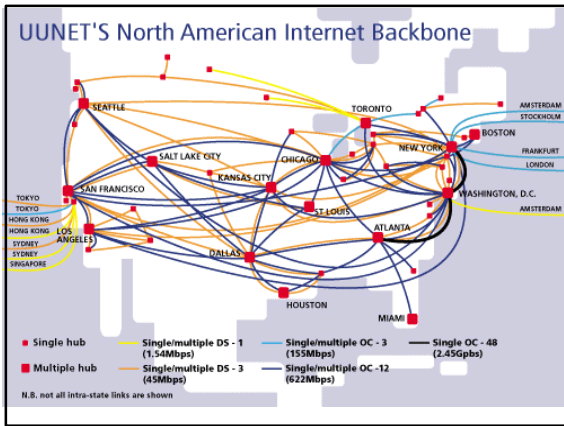 UUNET'S North American Internet Backbone
SEATTLE
TORONTO
AMSTERDAM
STOCKHOLM
BOSTON
NEW YORK
FRANKFURT
LONDON
SALT LAKE CITY
CHICAGO
KANSAS CITY
SAN FRANCISCO
WASHINGTON, D.C.
TOKYO
TOKYO
HONG KONG
HONG KONG
SYDNEY
SYDNEY
SINGAPORE
LOS
ANGELES
ST LOUIS
AMSTERDAM
ATLANTA
DALLAS
HOUSTON
MIAMI
Single hub
Multiple hub
Single/multiple DS - 1
(1.54Mbps)
Single/multiple DS - 3
(45Mbps)
Single/multiple OC - 3
(155Mbps)
Single/multiple OC -12
(622Mbps)
Single OC - 48
(2.45Gpbs)
N.B. not all intra-state links are shown